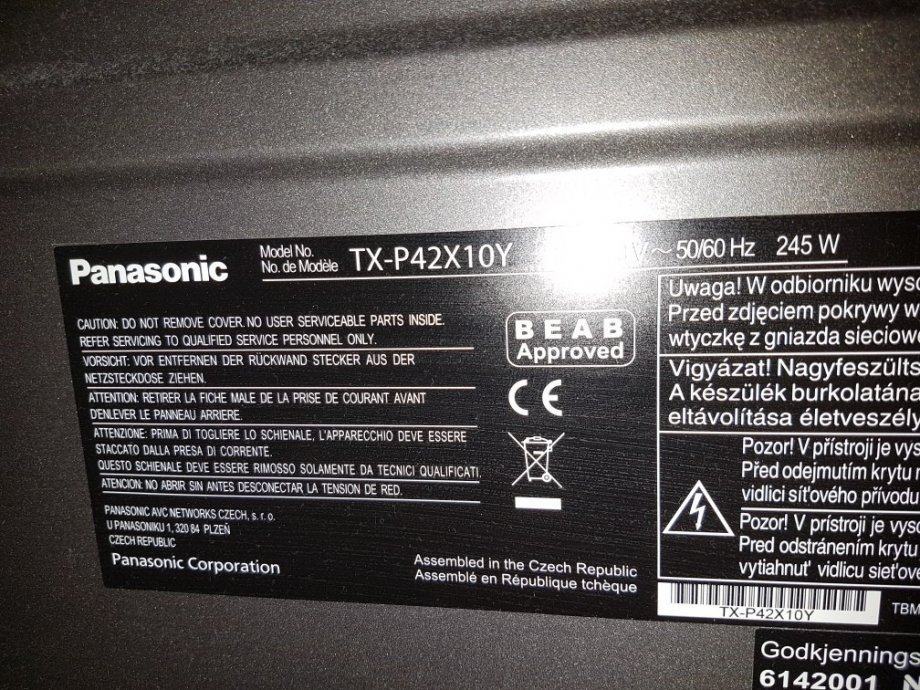 Panasonic
Model No.
No. de Modèle
TX-P42X10Y
V~ 50/60 Hz 245 W
CAUTION: DO NOT REMOVE COVER. NO USER SERVICEABLE PARTS INSIDE.
REFER SERVICING TO QUALIFIED SERVICE PERSONNEL ONLY.
VORSICHT: VOR ENTFERNEN DER RÜCKWAND STECKER AUS DER
NETZSTECKDOSE ZIEHEN.
ATTENTION: RETIRER LA FICHE MALE DE LA PRISE DE COURANT AVANT
D'ENLEVER LE PANNEAU ARRIERE.
ATTENZIONE: PRIMA DI TOGLIERE LO SCHIENALE, L'APPARECCHIO DEVE ESSERE
STACCATO DALLA PRESA DI CORRENTE.
QUESTO SCHIENALE DEVE ESSERE RIMOSSO SOLAMENTE DA TECNICI QUALIFICATI.
ATENCION: NO ABRIR SIN ANTES DESCONECTAR LA TENSION DE RED.
PANASONIC AVC NETWORKS CZECH, s. r. o.
U PANASONIKU 1, 320 84 PLZEŇ
CZECH REPUBLIC
Panasonic Corporation
BEAB
Approved
CE
Assembled in the Czech Republic
Assemblé en République tchèque
Uwaga! W odbiorniku wyso
Przed zdjęciem pokrywy w
wtyczkę z gniazda sieciowe
Vigyázat! Nagyfeszülts
A készülék burkolatána
eltávolítása életveszély
Pozor! V přístroji je vys
Před odejmutím krytu
vidlici síťového přívodu
Pozor! V prístroji je vyso
Pred odstránením krytu
vytiahnuť vidlicu sieťové
TX-P42X10Y
TBM
Godkjennings
6142001 N